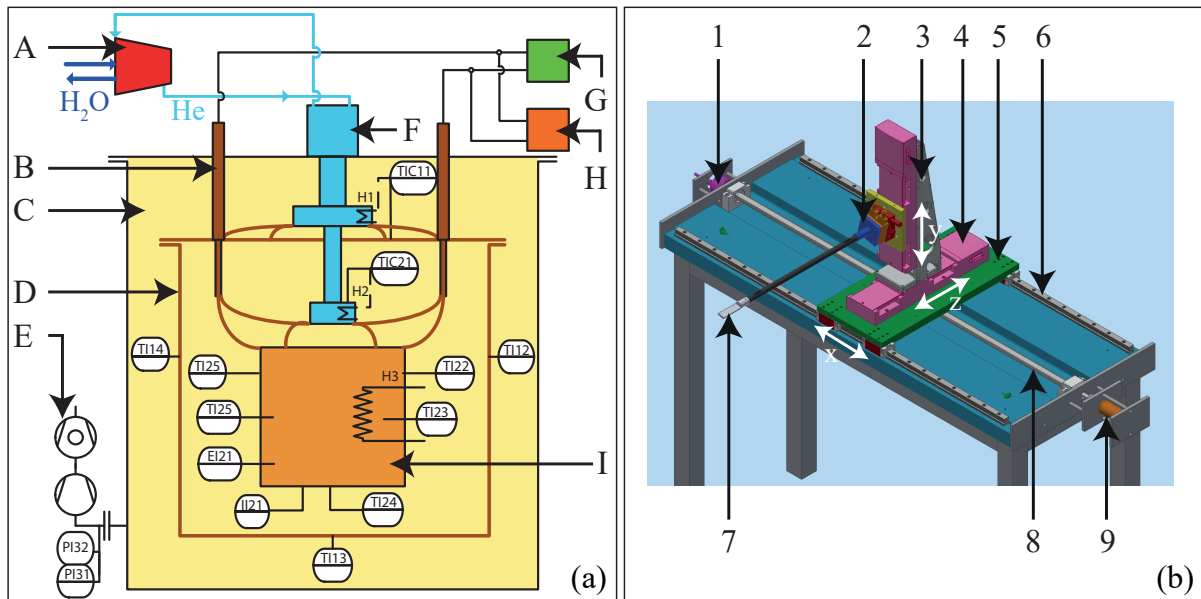 A
H₂O
He
B
C
D
E
F
G
H
I
TIC11
H1
TIC21
H2
TI14
TI12
TI25
TI22
H3
TI25
TI23
EI21
II21
TI24
TI13
PI32
PI31
(a)
1
2
3
4
5
6
y
z
x
7
8
9
(b)